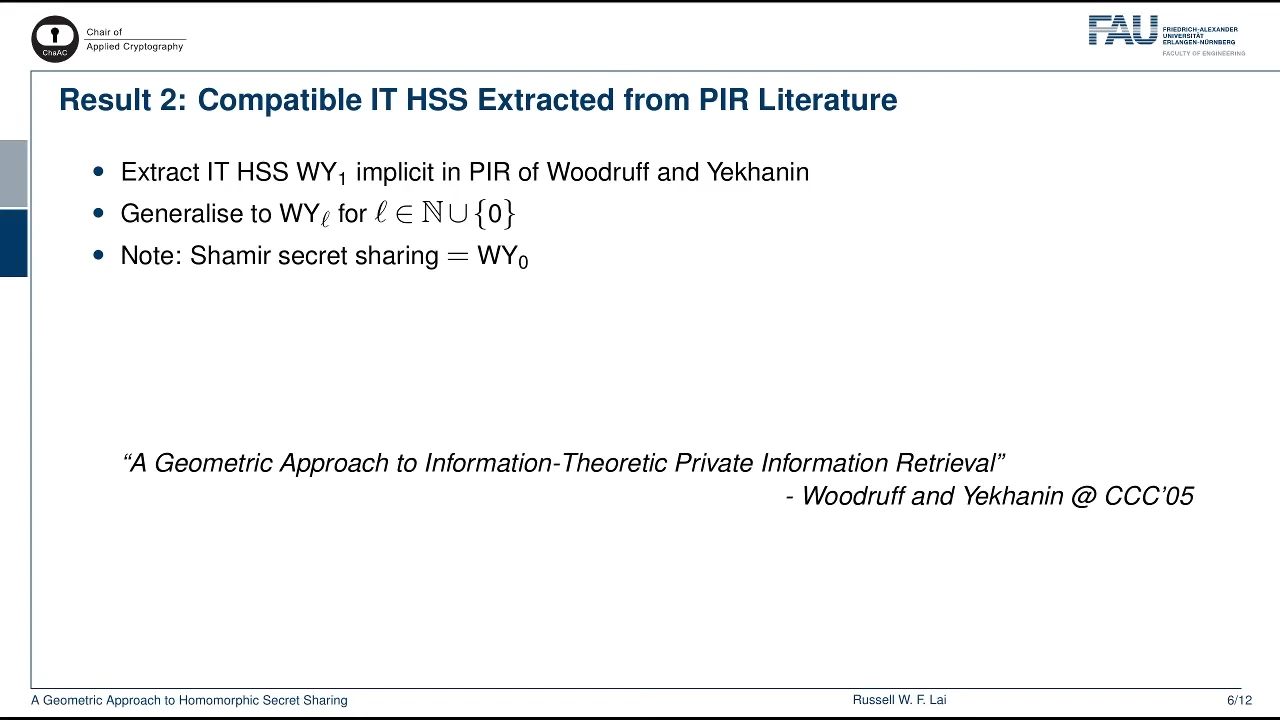 Chair of
Applied Cryptography
ChaAC
FAU
FRIEDRICH-ALEXANDER
UNIVERSITÄT
ERLANGEN-NÜRNBERG
FACULTY OF ENGINEERING
Result 2: Compatible IT HSS Extracted from PIR Literature
• Extract IT HSS WY₁ implicit in PIR of Woodruff and Yekhanin
• Generalise to WYℓ for ℓ ∈ ℕ ∪ {0}
• Note: Shamir secret sharing = WY₀
“A Geometric Approach to Information-Theoretic Private Information Retrieval”
- Woodruff and Yekhanin @ CCC’05
A Geometric Approach to Homomorphic Secret Sharing
Russell W. F. Lai
6/12